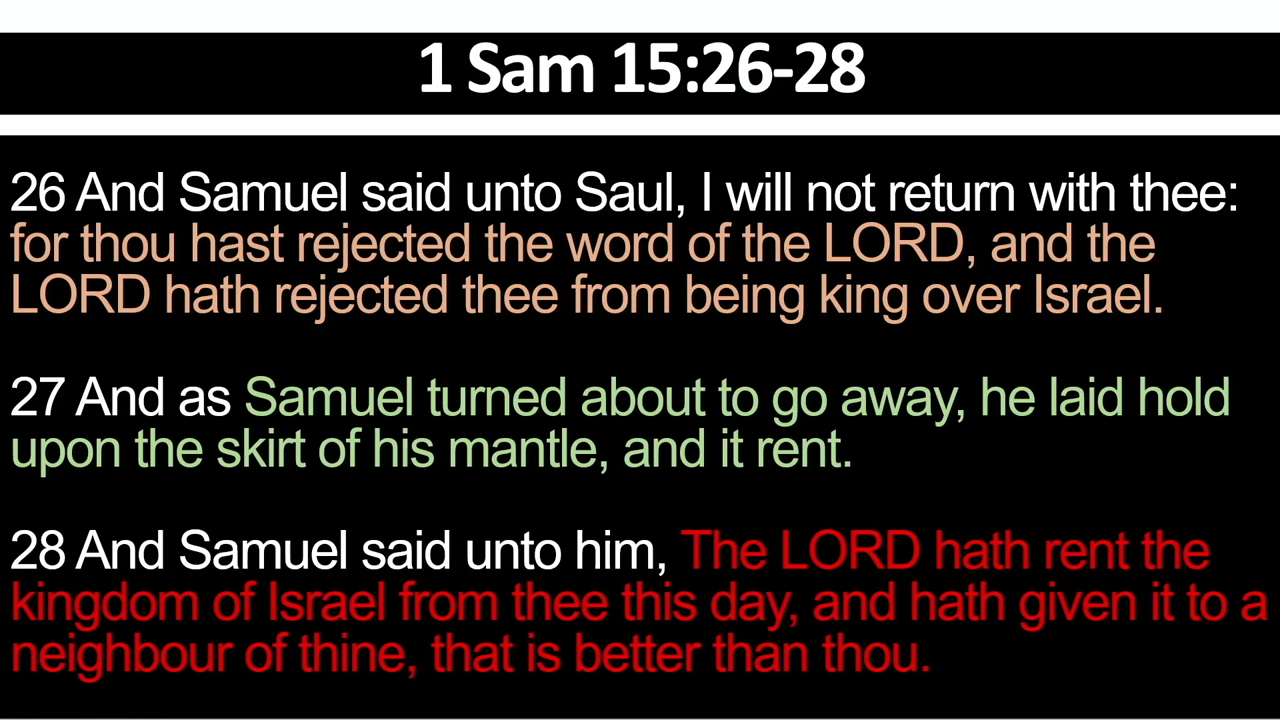 1 Sam 15:26-28
26 And Samuel said unto Saul, I will not return with thee:
for thou hast rejected the word of the LORD, and the
LORD hath rejected thee from being king over Israel.
27 And as Samuel turned about to go away, he laid hold
upon the skirt of his mantle, and it rent.
28 And Samuel said unto him, The LORD hath rent the
kingdom of Israel from thee this day, and hath given it to a
neighbour of thine, that is better than thou.